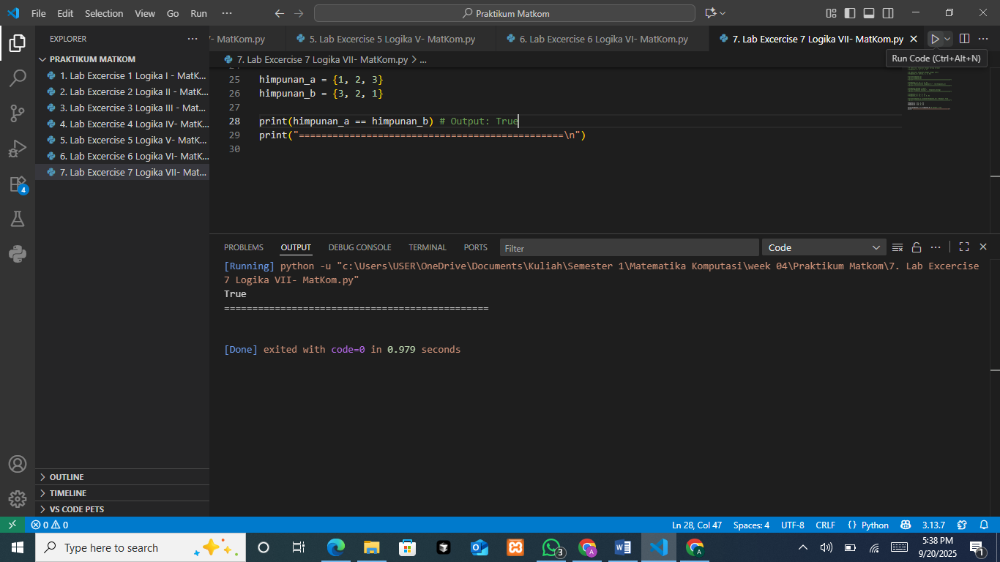 File Edit Selection View Go Run ··· Praktikum Matkom
EXPLORER ···
PRAKTIKUM MATKOM
1. Lab Excercise 1 Logika I - MatK...
2. Lab Excercise 2 Logika II - MatK...
3. Lab Excercise 3 Logika III - Mat...
4. Lab Excercise 4 Logika IV- MatK...
5. Lab Excercise 5 Logika V- MatK...
6. Lab Excercise 6 Logika VI- MatK...
7. Lab Excercise 7 Logika VII- Mat...
OUTLINE
TIMELINE
VS CODE PETS
4
- MatKom.py 5. Lab Excercise 5 Logika V- MatKom.py 6. Lab Excercise 6 Logika VI- MatKom.py 7. Lab Excercise 7 Logika VII- MatKom.py
Run Code (Ctrl+Alt+N)
7. Lab Excercise 7 Logika VII- MatKom.py > ...
25 himpunan_a = {1, 2, 3}
26 himpunan_b = {3, 2, 1}
27
28 print(himpunan_a == himpunan_b) # Output: True
29 print("===============================================\n")
30
PROBLEMS OUTPUT DEBUG CONSOLE TERMINAL PORTS Filter Code
[Running] python -u "c:\Users\USER\OneDrive\Documents\Kuliah\Semester 1\Matematika Komputasi\week 04\Praktikum Matkom\7. Lab Excercise
7 Logika VII- MatKom.py"
True
===============================================
[Done] exited with code=0 in 0.979 seconds
0 0 Ln 28, Col 47 Spaces: 4 UTF-8 CRLF {} Python 3.13.7
Type here to search 3 A A 5:38 PM
9/20/2025 1